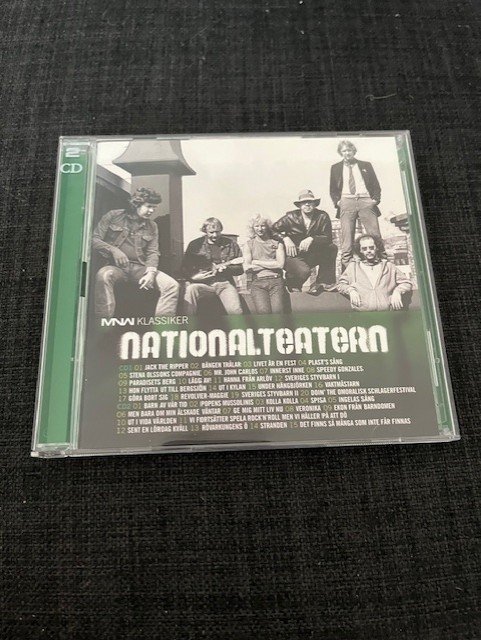 2
CD
MNW KLASSIKER
NATIONALTEATERN
CD1 01 JACK THE RIPPER 02 BÄNGEN TRÅLAR 03 LIVET ÄR EN FEST 04 PLAST'S SÅNG
05 STENA OLSSONS COMPAGNIE 06 MR. JOHN CARLOS 07 INNERST INNE 08 SPEEDY GONZALES
09 PARADISETS BERG 10 LÄGG AV! 11 HANNA FRÅN ARLÖV 12 SVERIGES STYVBARN I
13 HON FLYTTA UT TILL BERGSJÖN 14 UT I KYLAN 15 UNDER HÄNGBJÖRKEN 16 VAKTMÄSTARN
17 GÖRA BORT SIG 18 REVOLVER-MAGGIE 19 SVERIGES STYVBARN II 20 DOIN' THE OMORALISK SCHLAGERFESTIVAL
CD2 01 BARN AV VÅR TID 02 POPENS MUSSOLINIS 03 KOLLA KOLLA 04 SPISA 05 INGELAS SÅNG
06 MEN BARA OM MIN ÄLSKADE VÄNTAR 07 GE MIG MITT LIV NU 08 VERONIKA 09 EKON FRÅN BARNDOMEN
10 UT I VIDA VÄRLDEN 11 VI FORTSÄTTER SPELA ROCK'N'ROLL MEN VI HÅLLER PÅ ATT DÖ
12 SENT EN LÖRDAG KVÄLL 13 RÖVARKUNGENS Ö 14 STRANDEN 15 DET FINNS SÅ MÅNGA SOM INTE FÅR FINNAS